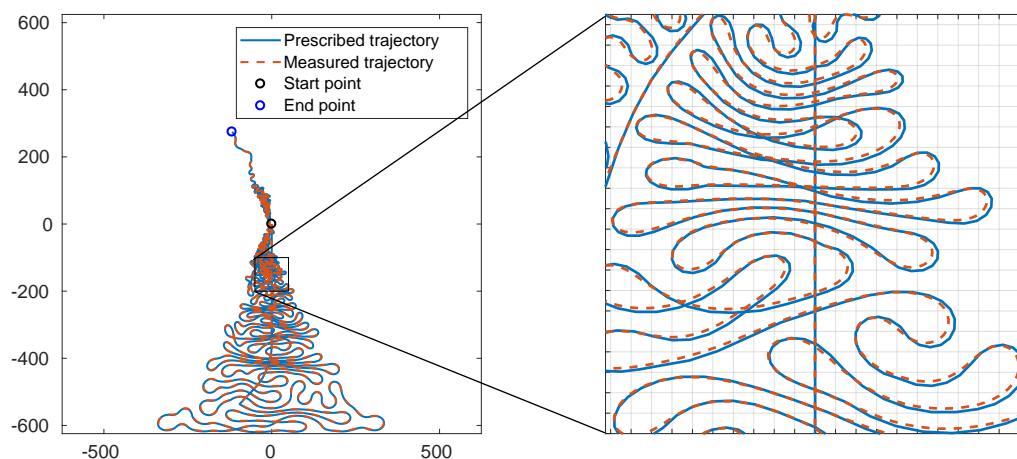 600
400
200
0
-200
-400
-600
-500
0
500
Prescribed trajectory
Measured trajectory
Start point
End point